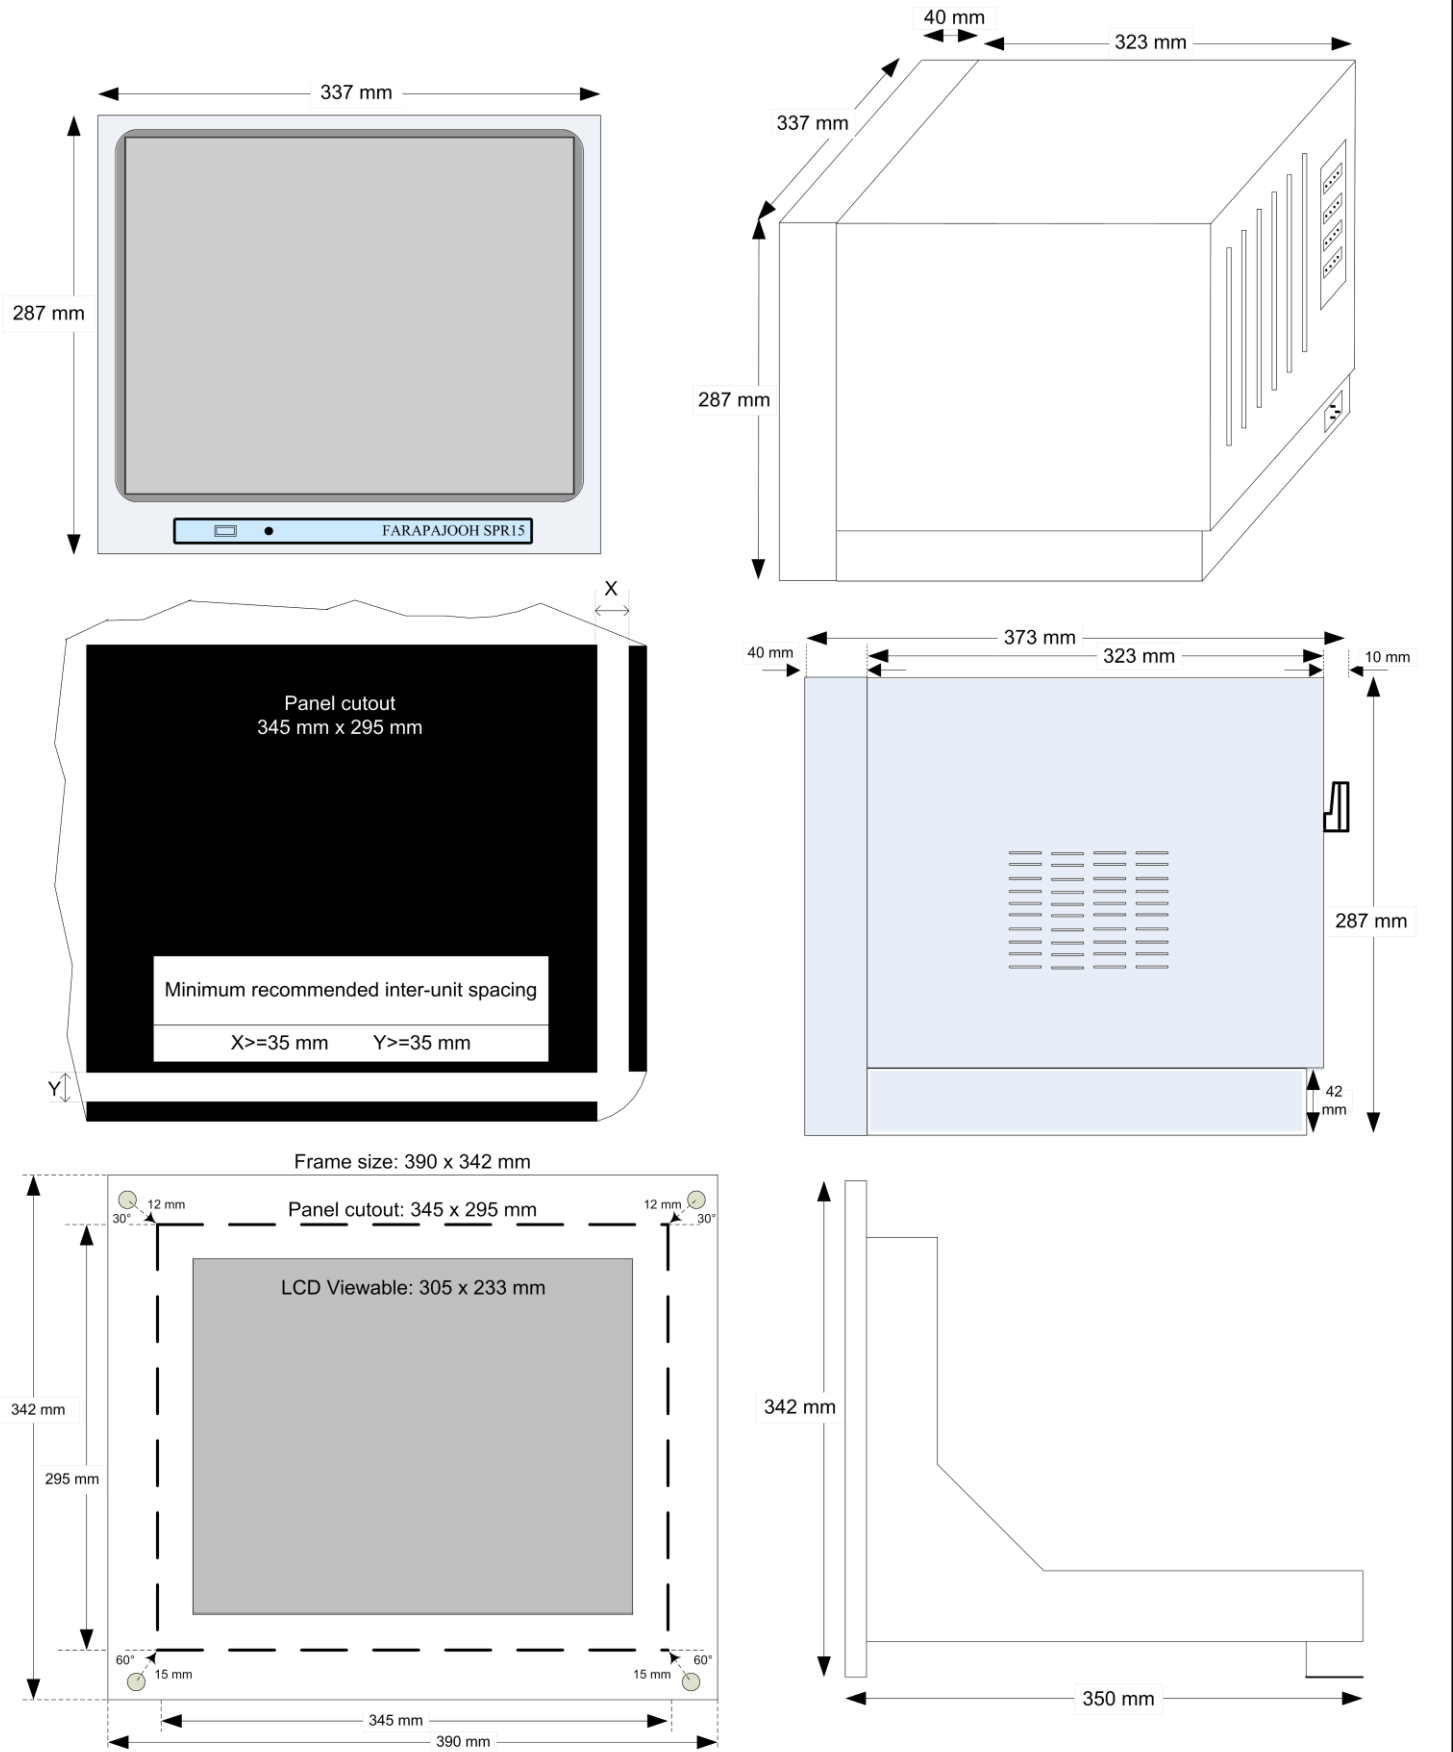 337 mm
287 mm
FARAPAJOOH SPR15
40 mm
323 mm
337 mm
287 mm
X
Panel cutout
345 mm x 295 mm
Minimum recommended inter-unit spacing
X>=35 mm Y>=35 mm
Y
373 mm
40 mm
323 mm
10 mm
287 mm
42
mm
Frame size: 390 x 342 mm
12 mm
30°
Panel cutout: 345 x 295 mm
12 mm
30°
LCD Viewable: 305 x 233 mm
342 mm
295 mm
60°
15 mm
60°
15 mm
345 mm
390 mm
342 mm
350 mm